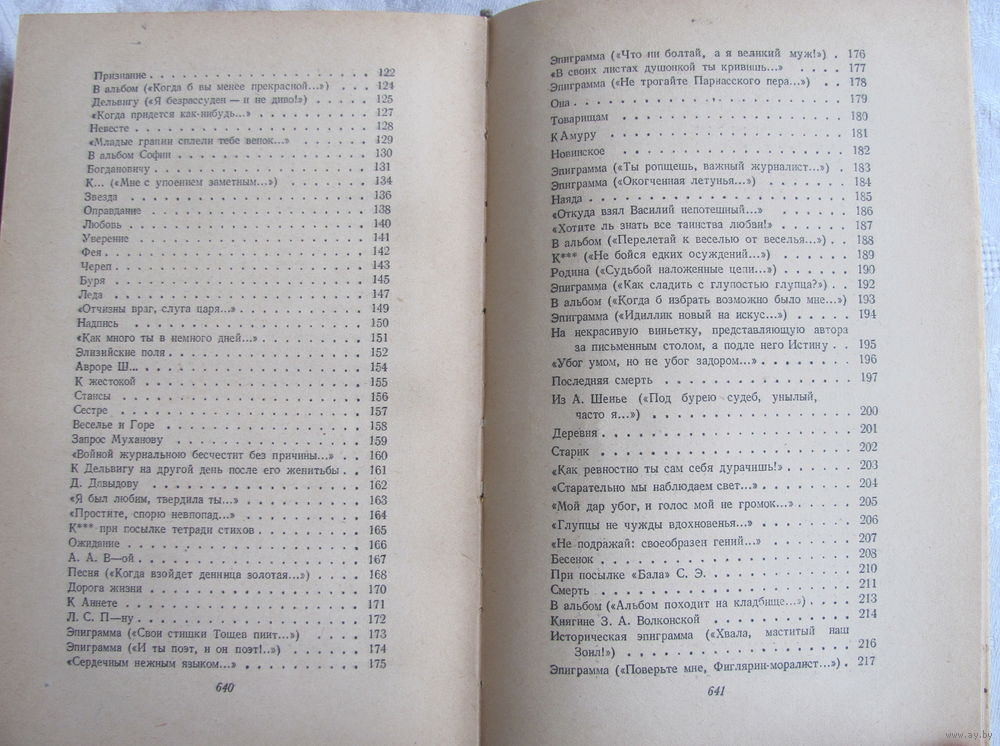 Признание . . . . . . . . . . . . . . . . . . 122
В альбом («Когда б вы менее прекрасной...») . . . 124
Дельвигу («Я безрассуден — и не диво!») . . . . 125
«Когда придется как-нибудь...» . . . . . . . . . 127
Невесте . . . . . . . . . . . . . . . . . . . 128
«Младые грации сплели тебе венок...» . . . . . . 129
В альбом Софии . . . . . . . . . . . . . . . . 130
Богдановичу . . . . . . . . . . . . . . . . . 131
К... («Мне с упоением заметным...») . . . . . . 134
Звезда . . . . . . . . . . . . . . . . . . . . 136
Оправдание . . . . . . . . . . . . . . . . . . 138
Любовь . . . . . . . . . . . . . . . . . . . . 140
Уверение . . . . . . . . . . . . . . . . . . . 141
Фея . . . . . . . . . . . . . . . . . . . . . 142
Череп . . . . . . . . . . . . . . . . . . . . 143
Буря . . . . . . . . . . . . . . . . . . . . . 145
Леда . . . . . . . . . . . . . . . . . . . . . 147
«Отчизны враг, слуга царя...» . . . . . . . . . 149
Надпись . . . . . . . . . . . . . . . . . . . 150
«Как много ты в немного дней...» . . . . . . . . 151
Элизийские поля . . . . . . . . . . . . . . . 152
Авроре Ш... . . . . . . . . . . . . . . . . . 154
К жестокой . . . . . . . . . . . . . . . . . . 155
Стансы . . . . . . . . . . . . . . . . . . . . 156
Сестре . . . . . . . . . . . . . . . . . . . . 157
Веселье и Горе . . . . . . . . . . . . . . . . 158
Запрос Муханову . . . . . . . . . . . . . . . 159
«Войной журнальною бесчестит без причины...» . . 160
К Дельвигу на другой день после его женитьбы . . 161
Д. Давыдову . . . . . . . . . . . . . . . . . 162
«Я был любим, твердила ты...» . . . . . . . . . 163
«Простите, спорю невпопад...» . . . . . . . . . 164
К*** при посылке тетради стихов . . . . . . . . 165
Ожидание . . . . . . . . . . . . . . . . . . . 166
А. А. В—ой . . . . . . . . . . . . . . . . . . 167
Песня («Когда взойдет денница золотая...») . . . . 168
Дорога жизни . . . . . . . . . . . . . . . . . 170
К Аннете . . . . . . . . . . . . . . . . . . . 171
Л. С. П—ну . . . . . . . . . . . . . . . . . . 172
Эпиграмма («Свои стишки Тощев пиит...») . . . . 173
Эпиграмма («И ты поэт, и он поэт!..») . . . . . 174
«Сердечным нежным языком...» . . . . . . . . . 175
640
Эпиграмма («Что ни болтай, а я великий муж!») . 176
«В своих листах душонкой ты кривишь...» . . . . 177
Эпиграмма («Не трогайте Парнасского пера...») . . 178
Она . . . . . . . . . . . . . . . . . . . . . 179
Товарищам . . . . . . . . . . . . . . . . . . 180
К Амуру . . . . . . . . . . . . . . . . . . . 181
Новинское . . . . . . . . . . . . . . . . . . 182
Эпиграмма («Ты ропщешь, важный журналист...») . 183
Эпиграмма («Окогченная летунья...») . . . . . . 184
Наяда . . . . . . . . . . . . . . . . . . . . 185
«Откуда взял Василий непотешный...» . . . . . . 186
«Хотите ль знать все таинства любви!» . . . . . 187
В альбом («Перелетай к веселью от веселья...») . . 188
К*** («Не бойся едких осуждений...») . . . . . . 189
Родина («Судьбой наложенные цепи...») . . . . . 190
Эпиграмма («Как сладить с глупостью глупца?») . . 192
В альбом («Когда б избрать возможно было мне...») 193
Эпиграмма («Идиллик новый на искус...») . . . . 194
На некрасивую виньетку, представляющую автора
за письменным столом, а подле него Истину . . 195
«Убог умом, но не убог задором...» . . . . . . . 196
Последняя смерть . . . . . . . . . . . . . . . 197
Из А. Шенье («Под бурею судеб, унылый,
часто я...») . . . . . . . . . . . . . . . 200
Деревня . . . . . . . . . . . . . . . . . . . 201
Старик . . . . . . . . . . . . . . . . . . . . 202
«Как ревностно ты сам себя дурачишь!» . . . . . 203
«Старательно мы наблюдаем свет...» . . . . . . . 204
«Мой дар убог, и голос мой не громок...» . . . . 205
«Глупцы не чужды вдохновенья...» . . . . . . . . 206
«Не подражай: своеобразен гений...» . . . . . . 207
Бесенок . . . . . . . . . . . . . . . . . . . 208
При посылке «Бала» С. Э. . . . . . . . . . . . 210
Смерть . . . . . . . . . . . . . . . . . . . . 211
В альбом («Альбом походит на кладбище...») . . . . 213
Княгине З. А. Волконской . . . . . . . . . . . 214
Историческая эпиграмма («Хвала, маститый наш
Зоил!») . . . . . . . . . . . . . . . . . 216
Эпиграмма («Поверьте мне, Фиглярин-моралист...») . 217
641
www.ay.by